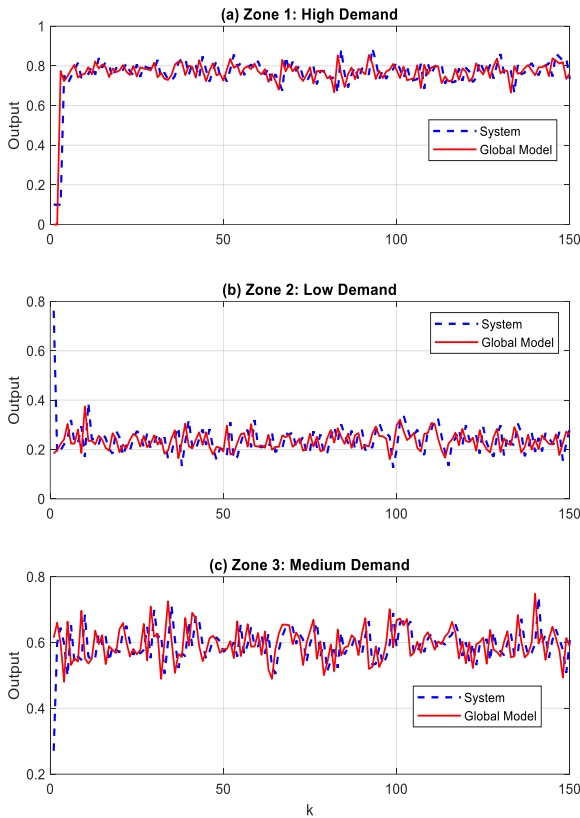 (a) Zone 1: High Demand
1
0.8
0.6
0.4
0.2
0
Output
System
Global Model
0 50 100 150
(b) Zone 2: Low Demand
0.8
0.6
0.4
0.2
0
Output
System
Global Model
0 50 100 150
(c) Zone 3: Medium Demand
0.8
0.6
0.4
0.2
Output
System
Global Model
0 50 100 150
k